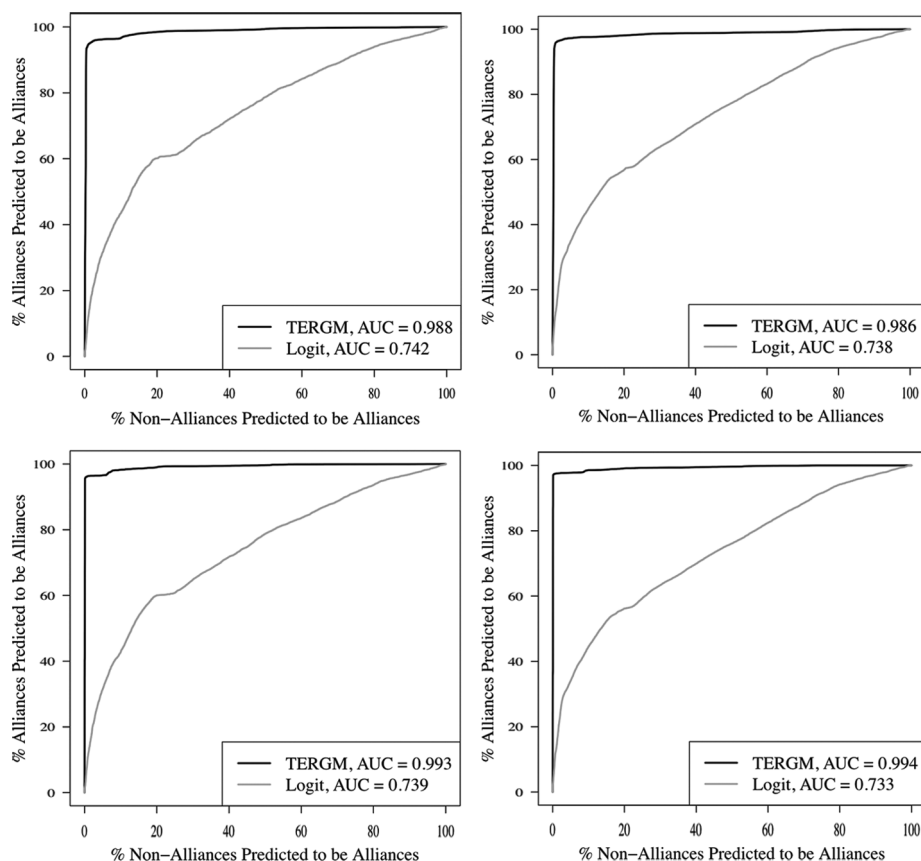 % Alliances Predicted to be Alliances
100
80
60
40
20
0
TERGM, AUC = 0.988
Logit, AUC = 0.742
0 20 40 60 80 100
% Non−Alliances Predicted to be Alliances
% Alliances Predicted to be Alliances
100
80
60
40
20
0
TERGM, AUC = 0.986
Logit, AUC = 0.738
0 20 40 60 80 100
% Non−Alliances Predicted to be Alliances
% Alliances Predicted to be Alliances
100
80
60
40
20
0
TERGM, AUC = 0.993
Logit, AUC = 0.739
0 20 40 60 80 100
% Non−Alliances Predicted to be Alliances
% Alliances Predicted to be Alliances
100
80
60
40
20
0
TERGM, AUC = 0.994
Logit, AUC = 0.733
0 20 40 60 80 100
% Non−Alliances Predicted to be Alliances